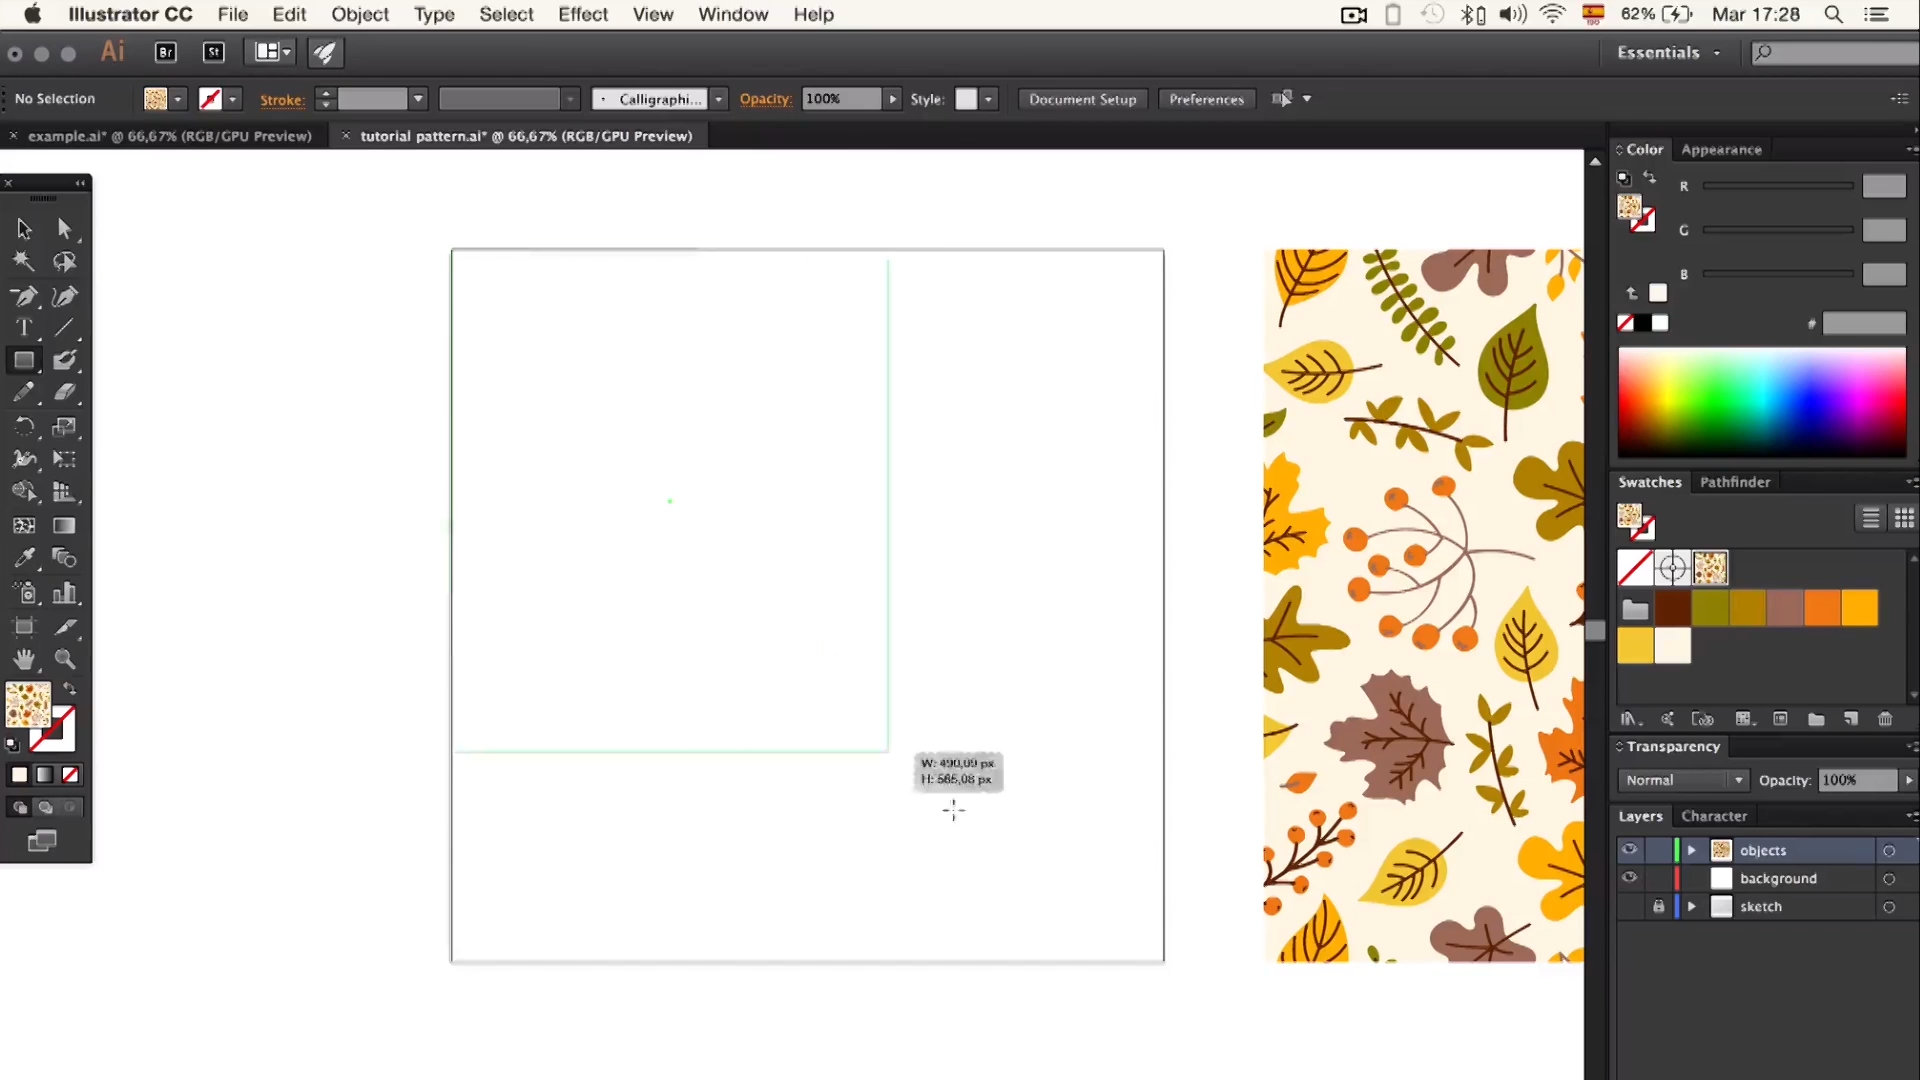 Illustrator CC File Edit Object Type Select Effect View Window Help
62% Mar 17:28
Ai Br St
Essentials
No Selection Stroke: Calligraphi... Opacity: 100% Style: Document Setup Preferences
example.ai* @ 66,67% (RGB/GPU Preview) tutorial pattern.ai* @ 66,67% (RGB/GPU Preview)
Color Appearance
R
G
B
#
Swatches Pathfinder
W: 490,09 px
H: 565,08 px
Transparency
Normal Opacity: 100%
Layers Character
objects
background
sketch